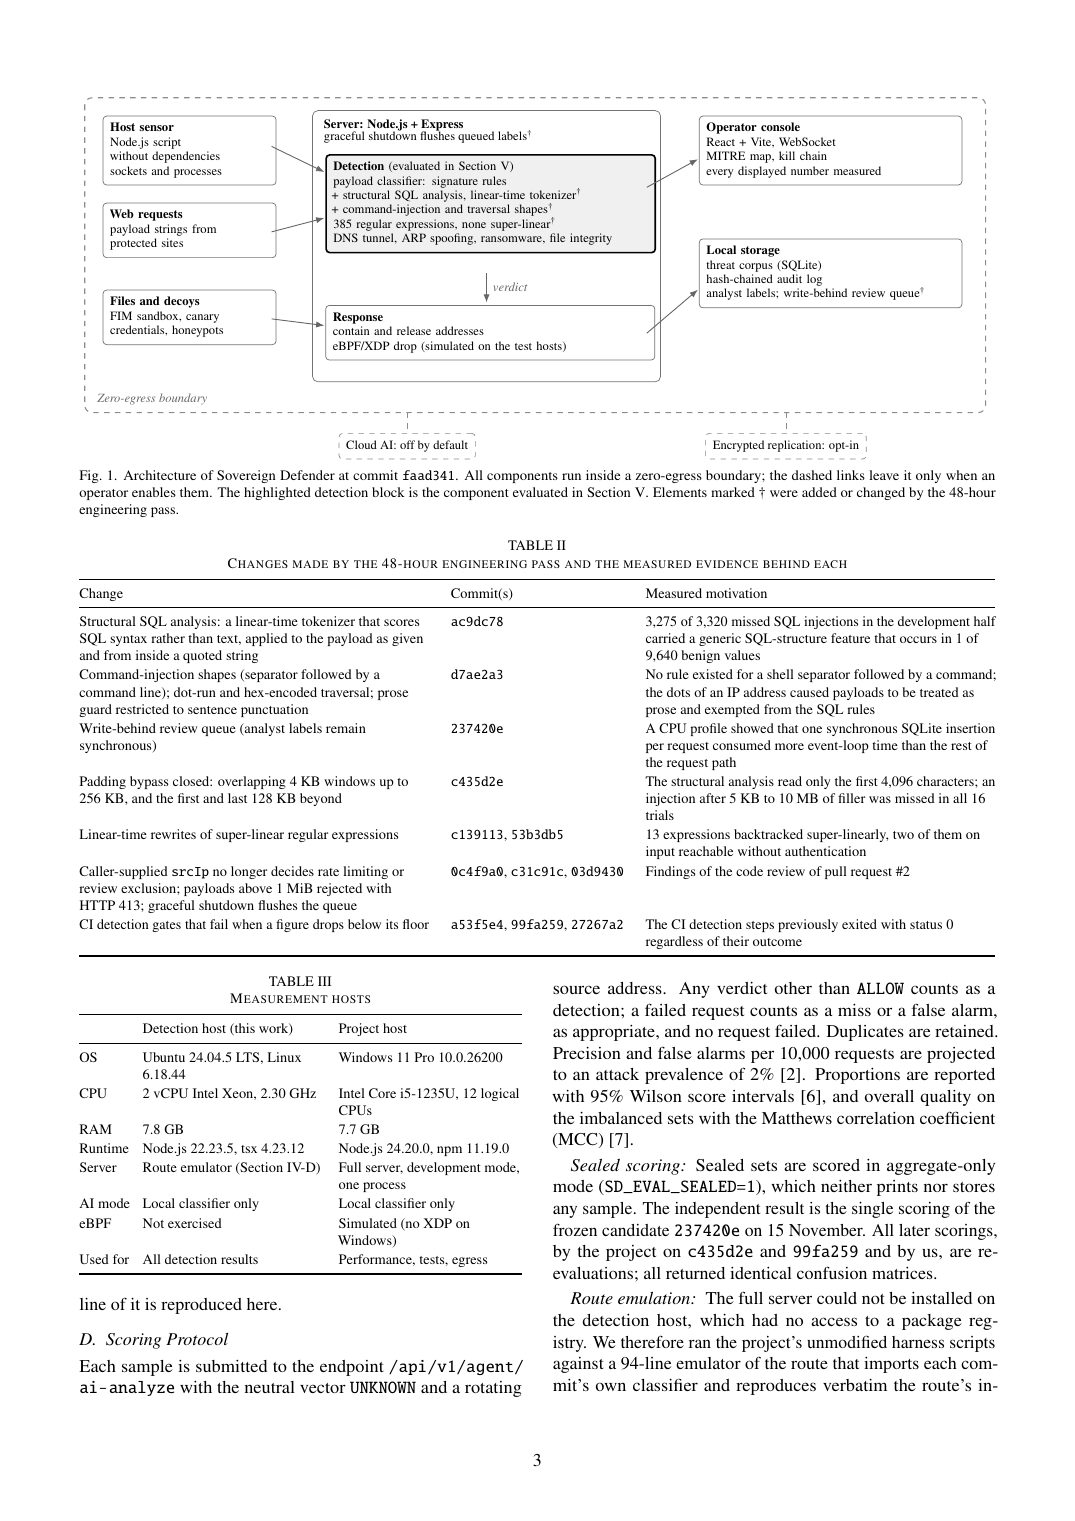 Host sensor
Node.js script
without dependencies
sockets and processes
Web requests
payload strings from
protected sites
Files and decoys
FIM sandbox, canary
credentials, honeypots
Server: Node.js + Express
graceful shutdown flushes queued labels†
Detection (evaluated in Section V)
payload classifier: signature rules
+ structural SQL analysis, linear-time tokenizer†
+ command-injection and traversal shapes†
385 regular expressions, none super-linear†
DNS tunnel, ARP spoofing, ransomware, file integrity
verdict
Response
contain and release addresses
eBPF/XDP drop (simulated on the test hosts)
Operator console
React + Vite, WebSocket
MITRE map, kill chain
every displayed number measured
Local storage
threat corpus (SQLite)
hash-chained audit log
analyst labels; write-behind review queue†
Zero-egress boundary
Cloud AI: off by default
Encrypted replication: opt-in
Fig. 1. Architecture of Sovereign Defender at commit faad341. All components run inside a zero-egress boundary; the dashed links leave it only when an
operator enables them. The highlighted detection block is the component evaluated in Section V. Elements marked † were added or changed by the 48-hour
engineering pass.
TABLE II
CHANGES MADE BY THE 48-HOUR ENGINEERING PASS AND THE MEASURED EVIDENCE BEHIND EACH
Change Commit(s) Measured motivation
Structural SQL analysis: a linear-time tokenizer that scores ac9dc78 3,275 of 3,320 missed SQL injections in the development half
SQL syntax rather than text, applied to the payload as given carried a generic SQL-structure feature that occurs in 1 of
and from inside a quoted string 9,640 benign values
Command-injection shapes (separator followed by a d7ae2a3 No rule existed for a shell separator followed by a command;
command line); dot-run and hex-encoded traversal; prose the dots of an IP address caused payloads to be treated as
guard restricted to sentence punctuation prose and exempted from the SQL rules
Write-behind review queue (analyst labels remain 237420e A CPU profile showed that one synchronous SQLite insertion
synchronous) per request consumed more event-loop time than the rest of
the request path
Padding bypass closed: overlapping 4 KB windows up to c435d2e The structural analysis read only the first 4,096 characters; an
256 KB, and the first and last 128 KB beyond injection after 5 KB to 10 MB of filler was missed in all 16
trials
Linear-time rewrites of super-linear regular expressions c139113, 53b3db5 13 expressions backtracked super-linearly, two of them on
input reachable without authentication
Caller-supplied srcIp no longer decides rate limiting or 0c4f9a0, c31c91c, 03d9430 Findings of the code review of pull request #2
review exclusion; payloads above 1 MiB rejected with
HTTP 413; graceful shutdown flushes the queue
CI detection gates that fail when a figure drops below its floor a53f5e4, 99fa259, 27267a2 The CI detection steps previously exited with status 0
regardless of their outcome
TABLE III
MEASUREMENT HOSTS
Detection host (this work) Project host
OS Ubuntu 24.04.5 LTS, Linux Windows 11 Pro 10.0.26200
6.18.44
CPU 2 vCPU Intel Xeon, 2.30 GHz Intel Core i5-1235U, 12 logical
CPUs
RAM 7.8 GB 7.7 GB
Runtime Node.js 22.23.5, tsx 4.23.12 Node.js 24.20.0, npm 11.19.0
Server Route emulator (Section IV-D) Full server, development mode,
one process
AI mode Local classifier only Local classifier only
eBPF Not exercised Simulated (no XDP on
Windows)
Used for All detection results Performance, tests, egress
line of it is reproduced here.
D. Scoring Protocol
Each sample is submitted to the endpoint /api/v1/agent/
ai-analyze with the neutral vector UNKNOWN and a rotating
source address. Any verdict other than ALLOW counts as a
detection; a failed request counts as a miss or a false alarm,
as appropriate, and no request failed. Duplicates are retained.
Precision and false alarms per 10,000 requests are projected
to an attack prevalence of 2% [2]. Proportions are reported
with 95% Wilson score intervals [6], and overall quality on
the imbalanced sets with the Matthews correlation coefficient
(MCC) [7].
Sealed scoring: Sealed sets are scored in aggregate-only
mode (SD_EVAL_SEALED=1), which neither prints nor stores
any sample. The independent result is the single scoring of the
frozen candidate 237420e on 15 November. All later scorings,
by the project on c435d2e and 99fa259 and by us, are re-
evaluations; all returned identical confusion matrices.
Route emulation: The full server could not be installed on
the detection host, which had no access to a package reg-
istry. We therefore ran the project's unmodified harness scripts
against a 94-line emulator of the route that imports each com-
mit's own classifier and reproduces verbatim the route's in-
3